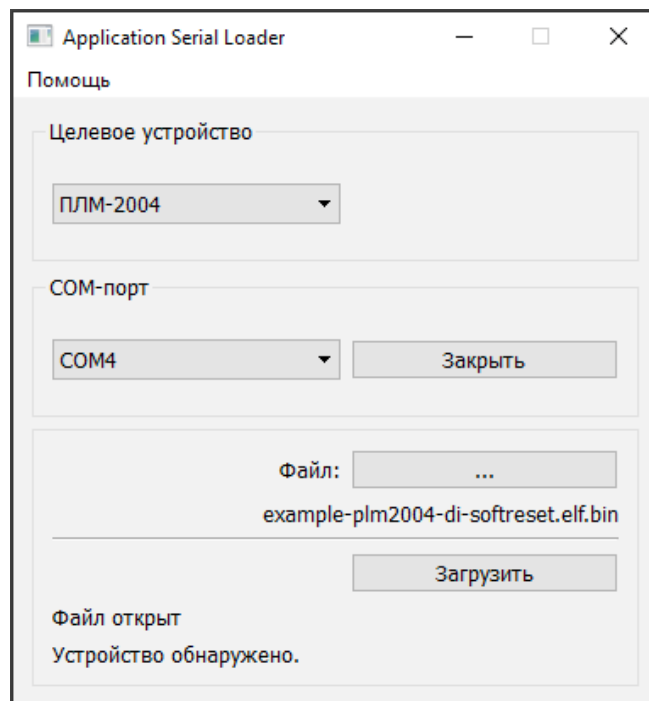 Application Serial Loader
Помощь
Целевое устройство
ПЛМ-2004
COM-порт
COM4
Закрыть
Файл:
...
example-plm2004-di-softreset.elf.bin
Загрузить
Файл открыт
Устройство обнаружено.